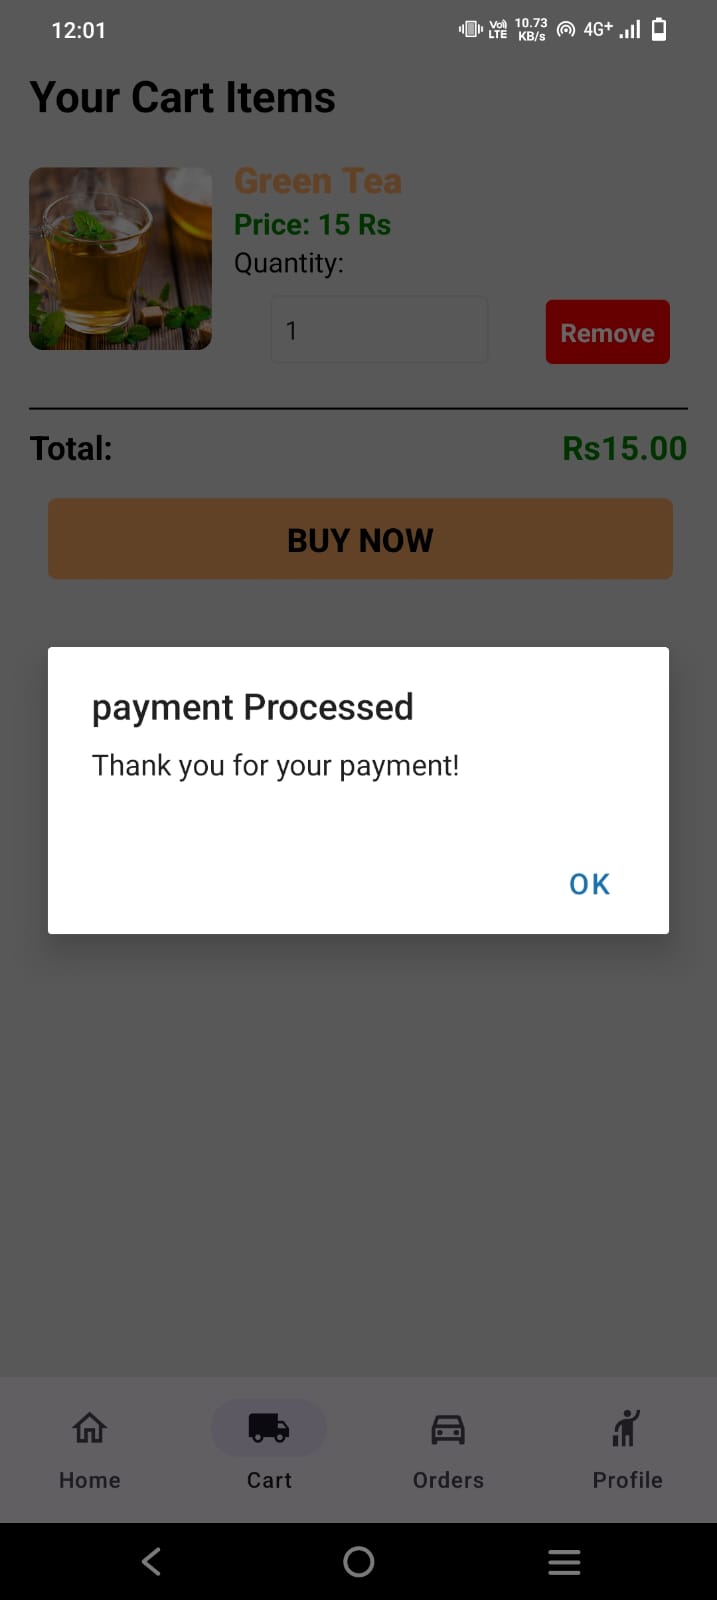 12:01
Vo)) LTE 10.73 KB/s 4G+
Your Cart Items
Green Tea
Price: 15 Rs
Quantity:
1
Remove
Total: Rs15.00
BUY NOW
payment Processed
Thank you for your payment!
OK
Home Cart Orders Profile